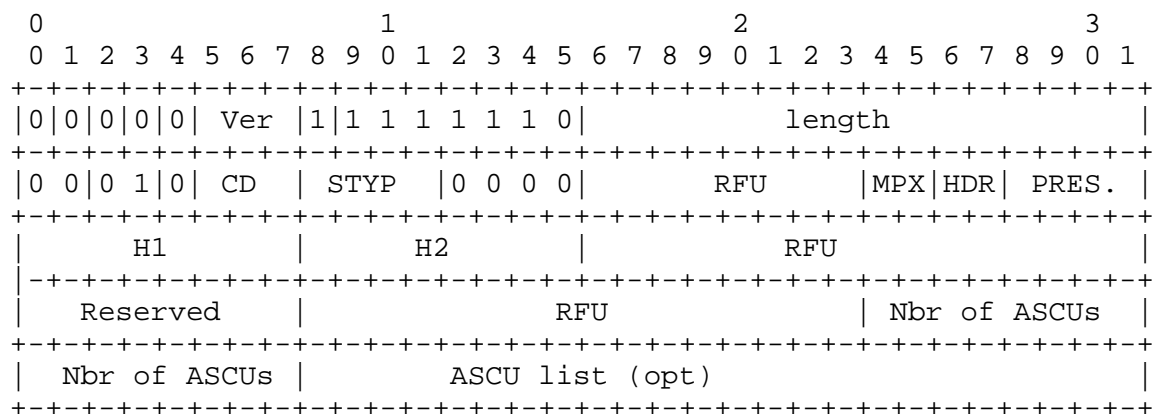 0                   1                   2                   3
 0 1 2 3 4 5 6 7 8 9 0 1 2 3 4 5 6 7 8 9 0 1 2 3 4 5 6 7 8 9 0 1
+-+-+-+-+-+-+-+-+-+-+-+-+-+-+-+-+-+-+-+-+-+-+-+-+-+-+-+-+-+-+-+-+
|0|0|0|0|0| Ver |1|1 1 1 1 1 1 0|           length              |
+-+-+-+-+-+-+-+-+-+-+-+-+-+-+-+-+-+-+-+-+-+-+-+-+-+-+-+-+-+-+-+-+
|0 0|0 1|0| CD  | STYP  |0 0 0 0|       RFU     |MPX|HDR| PRES. |
+-+-+-+-+-+-+-+-+-+-+-+-+-+-+-+-+-+-+-+-+-+-+-+-+-+-+-+-+-+-+-+-+
|      H1       |      H2       |           RFU                 |
|-+-+-+-+-+-+-+-+-+-+-+-+-+-+-+-+-+-+-+-+-+-+-+-+-+-+-+-+-+-+-+-+
|   Reserved    |              RFU              | Nbr of ASCUs  |
+-+-+-+-+-+-+-+-+-+-+-+-+-+-+-+-+-+-+-+-+-+-+-+-+-+-+-+-+-+-+-+-+
|  Nbr of ASCUs |        ASCU list (opt)                        |
+-+-+-+-+-+-+-+-+-+-+-+-+-+-+-+-+-+-+-+-+-+-+-+-+-+-+-+-+-+-+-+-+